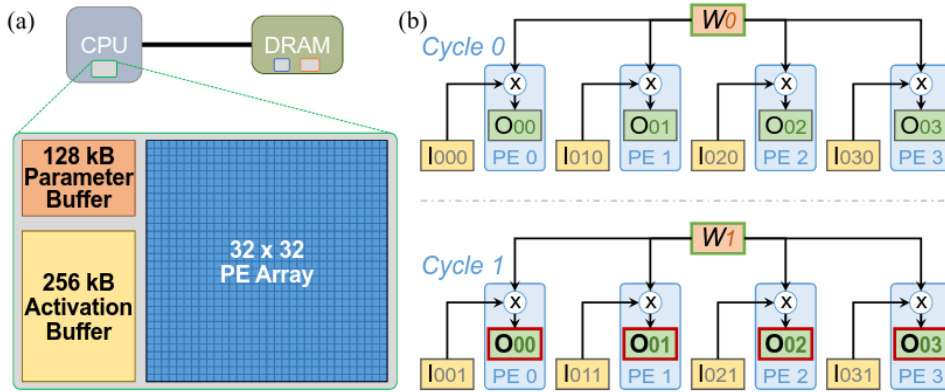 (a)
CPU
DRAM
128 kB
Parameter
Buffer
256 kB
Activation
Buffer
32 x 32
PE Array
(b)
W0
Cycle 0
X X X X
O00 O01 O02 O03
I000 PE 0 I010 PE 1 I020 PE 2 I030 PE 3
W1
Cycle 1
X X X X
O00 O01 O02 O03
I001 PE 0 I011 PE 1 I021 PE 2 I031 PE 3